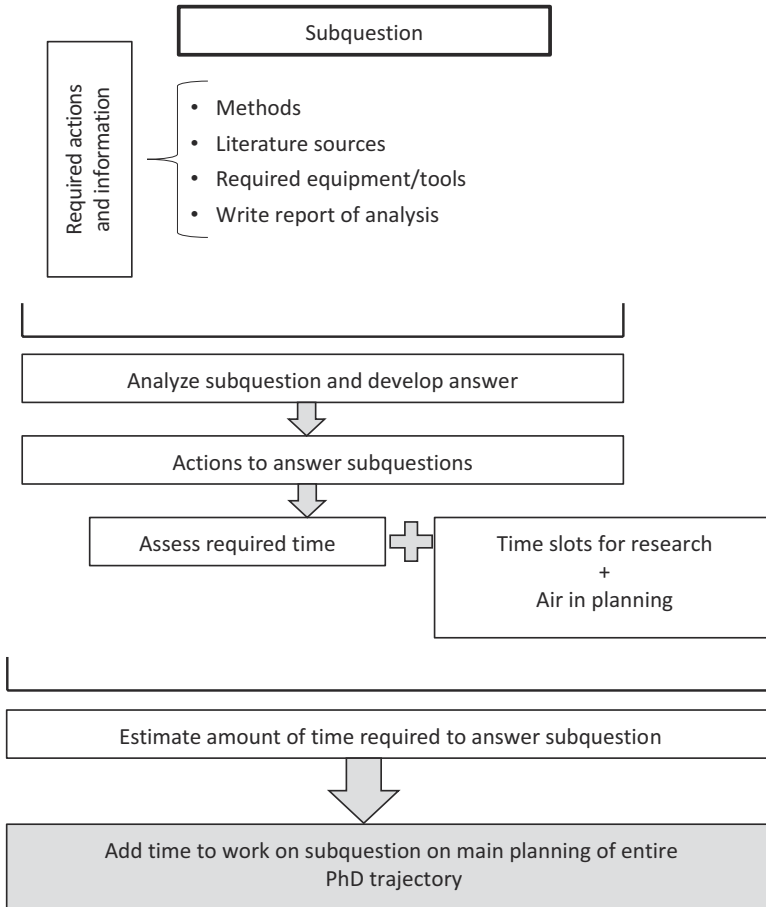 Subquestion
Required actions
and information
• Methods
• Literature sources
• Required equipment/tools
• Write report of analysis
Analyze subquestion and develop answer
Actions to answer subquestions
Assess required time
Time slots for research
+
Air in planning
Estimate amount of time required to answer subquestion
Add time to work on subquestion on main planning of entire
PhD trajectory